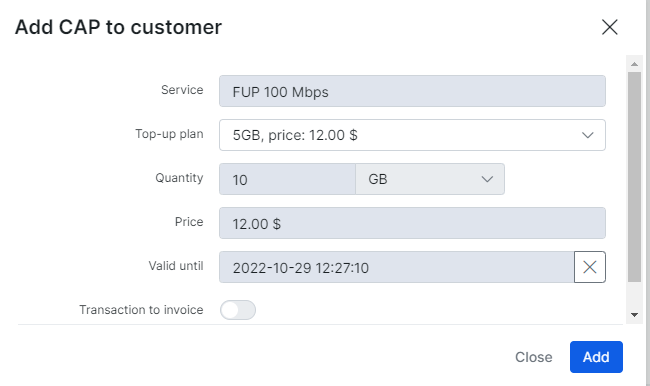 Add CAP to customer
Service FUP 100 Mbps
Top-up plan 5GB, price: 12.00 $
Quantity 10 GB
Price 12.00 $
Valid until 2022-10-29 12:27:10
Transaction to invoice
Close Add